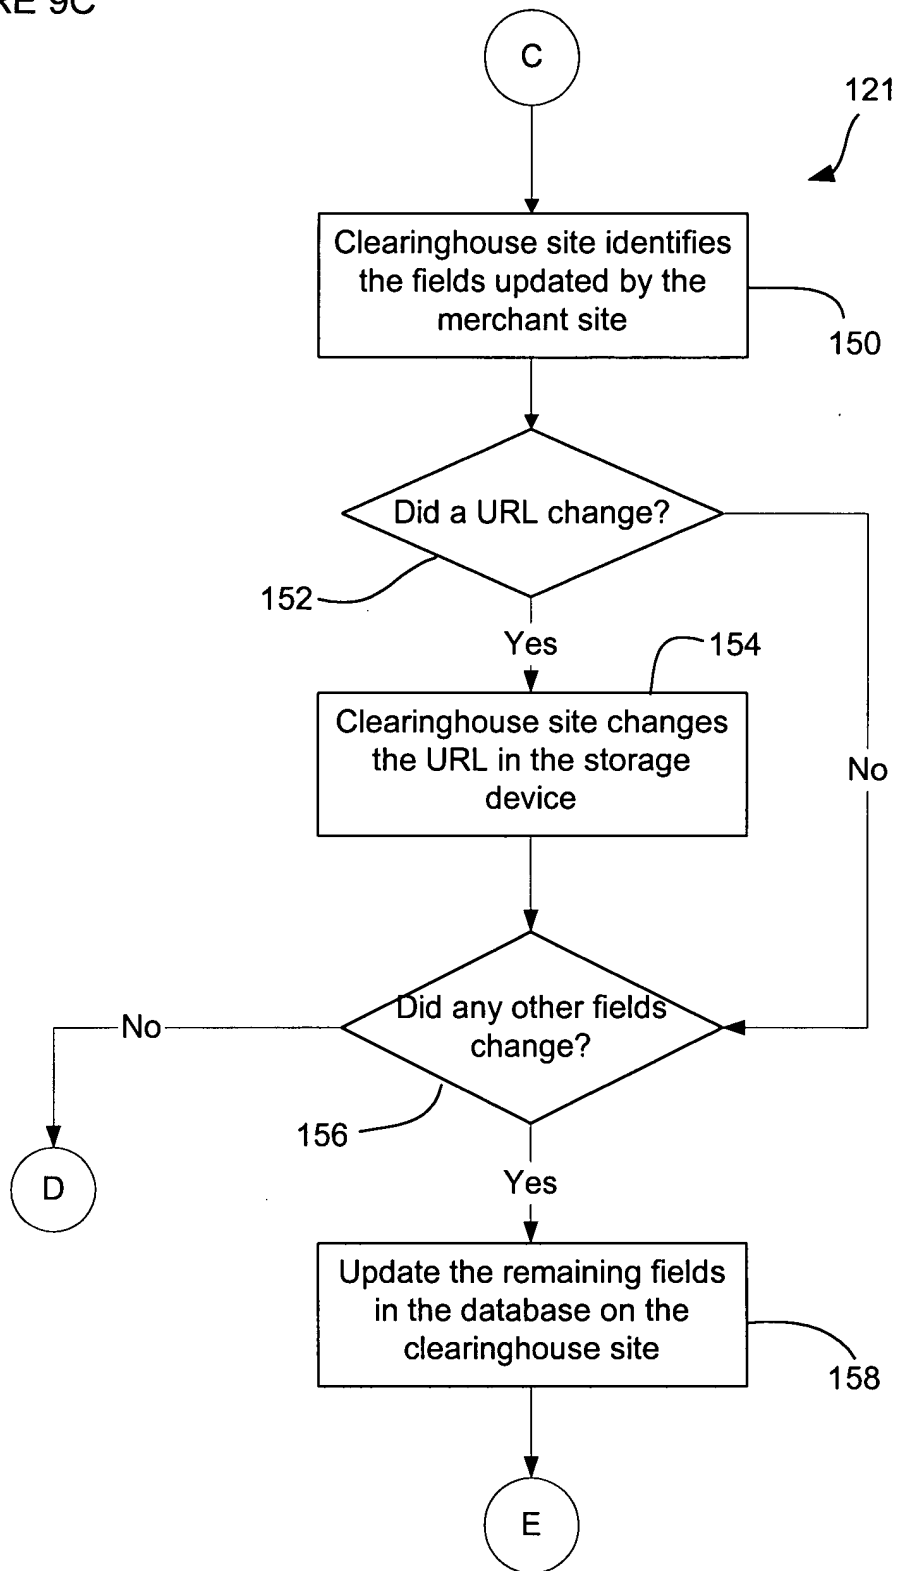 RE 9C
C
121
Clearinghouse site identifies
the fields updated by the
merchant site
150
Did a URL change?
152
Yes
154
Clearinghouse site changes
the URL in the storage
device
No
Did any other fields
change?
No
156
D
Yes
Update the remaining fields
in the database on the
clearinghouse site
158
E